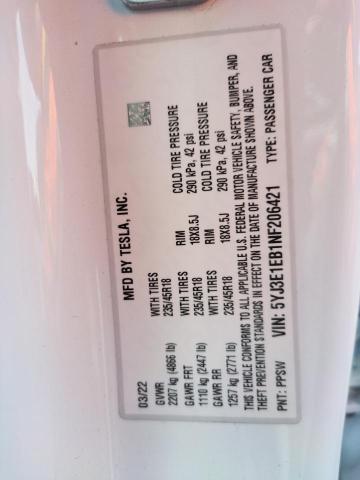 MFD BY TESLA, INC.
03/22
GVWR WITH TIRES RIM COLD TIRE PRESSURE
2207 kg (4866 lb) 235/45R18 18X8.5J 290 kPa, 42 psi
GAWR FRT WITH TIRES RIM COLD TIRE PRESSURE
1110 kg (2447 lb) 235/45R18 18X8.5J 290 kPa, 42 psi
GAWR RR
1257 kg (2771 lb) 235/45R18
THIS VEHICLE CONFORMS TO ALL APPLICABLE U.S. FEDERAL MOTOR VEHICLE SAFETY, BUMPER, AND
THEFT PREVENTION STANDARDS IN EFFECT ON THE DATE OF MANUFACTURE SHOWN ABOVE.
VIN: 5YJ3E1EB1NF206421 TYPE: PASSENGER CAR
PNT: PPSW